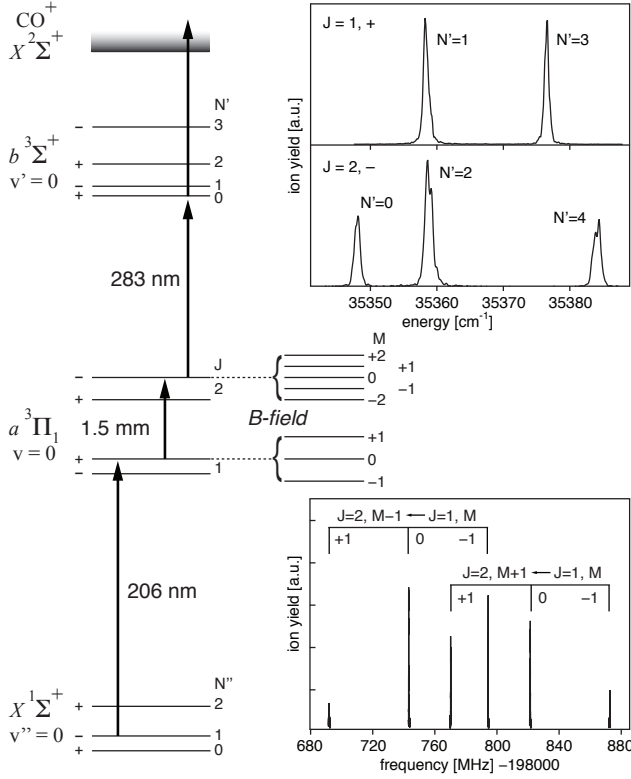 CO⁺
X ²Σ⁺
N'
− 3
b ³Σ⁺
+ 2
v' = 0
− 1
+ 0
283 nm
J
− 2
+
a ³Π₁
v = 0
1.5 mm
+ 1
−
206 nm
N"
X ¹Σ⁺
+ 2
v" = 0
− 1
+ 0
M
+2
+1
0
−1
−2
B-field
+1
0
−1
J = 1, +
N'=1
N'=3
J = 2, −
N'=0
N'=2
N'=4
ion yield [a.u.]
35350 35360 35370 35380
energy [cm⁻¹]
J=2, M−1 ← J=1, M
+1 0 −1
J=2, M+1 ← J=1, M
+1 0 −1
ion yield [a.u.]
680 720 760 800 840 880
frequency [MHz] −198000